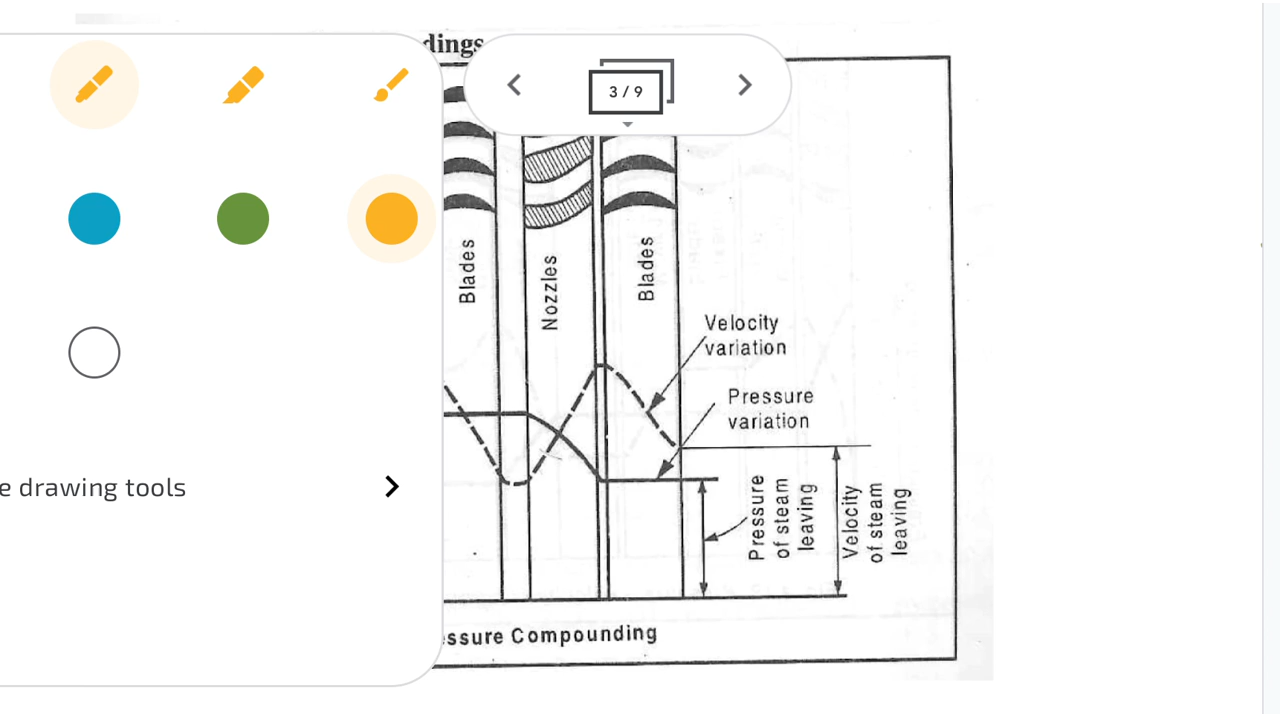 dings
3 / 9
Blades
Nozzles
Blades
Velocity
variation
Pressure
variation
Pressure
of steam
leaving
Velocity
of steam
leaving
e drawing tools
ssure Compounding